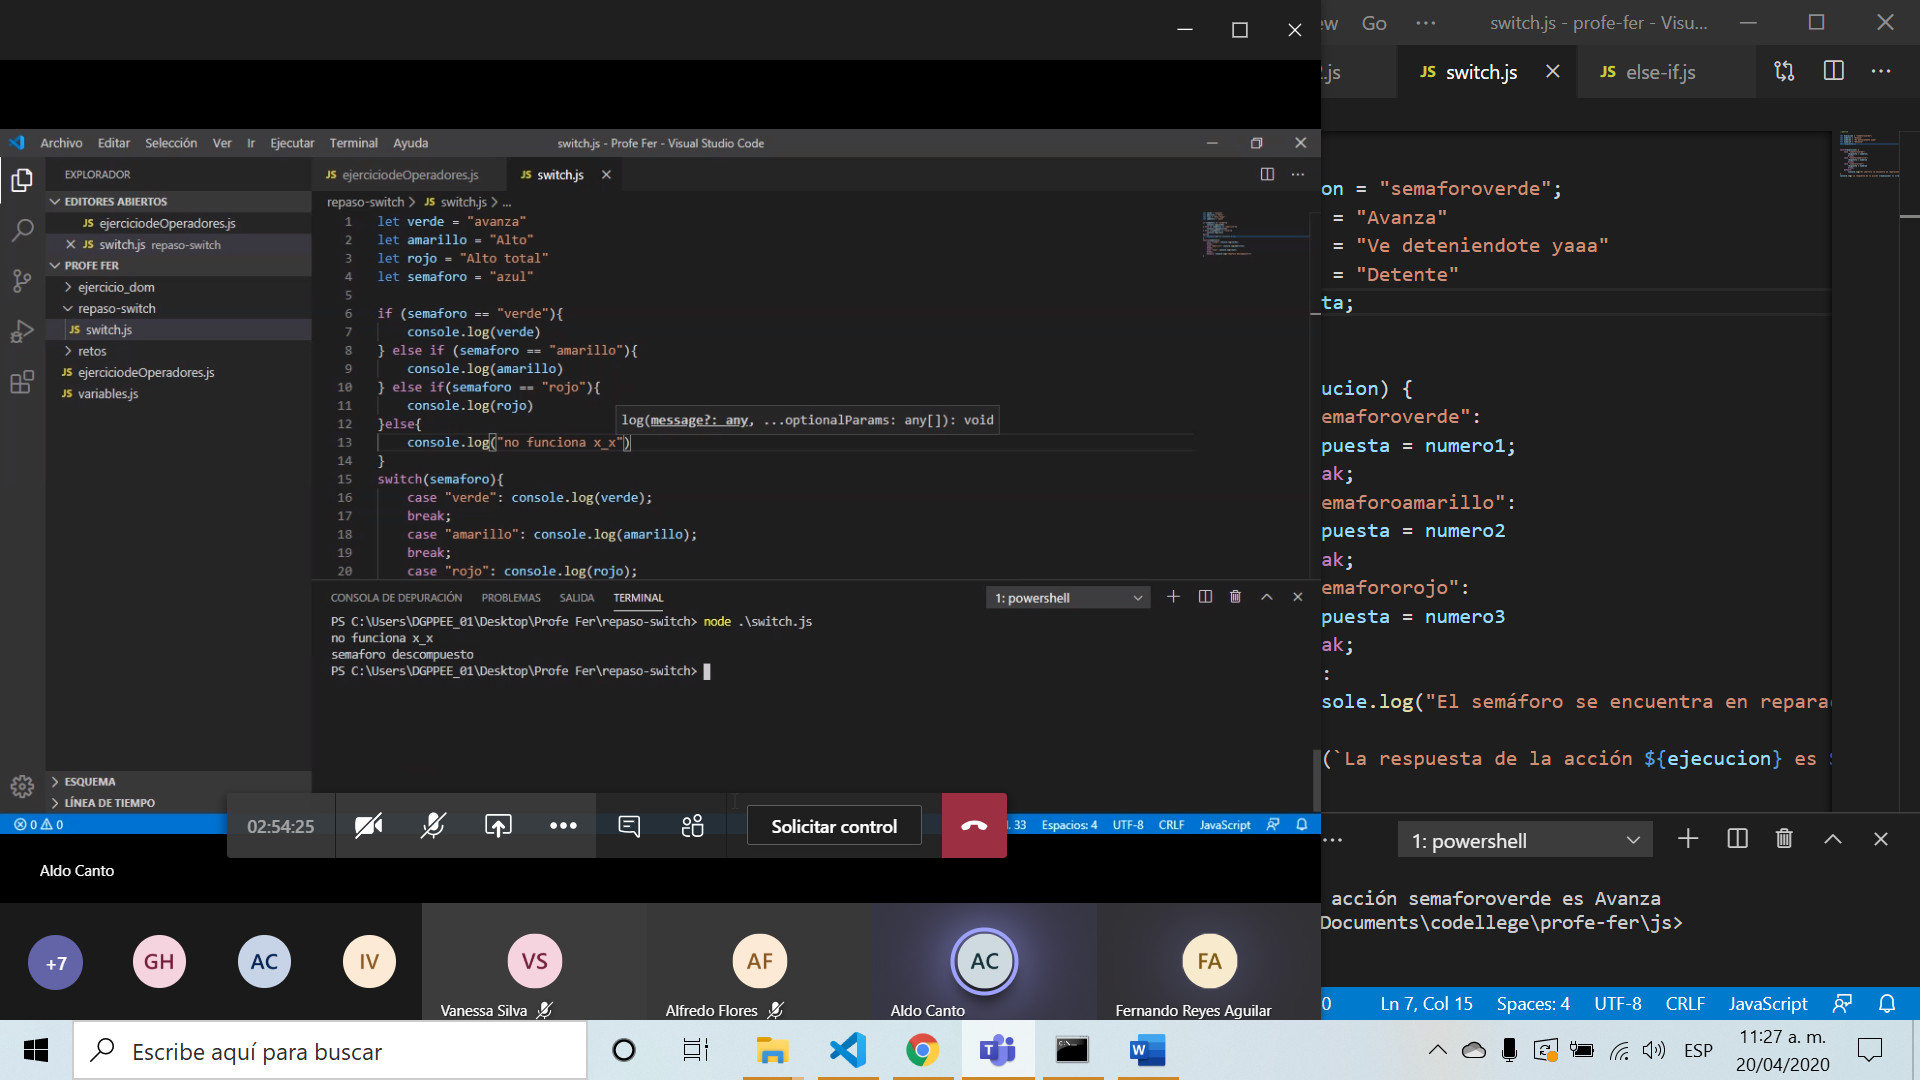 Archivo Editar Selección Ver Ir Ejecutar Terminal Ayuda
switch.js - Profe Fer - Visual Studio Code
EXPLORADOR
EDITORES ABIERTOS
JS ejerciciodeOperadores.js
JS switch.js repaso-switch
PROFE FER
ejercicio_dom
repaso-switch
JS switch.js
retos
JS ejerciciodeOperadores.js
JS variables.js
ESQUEMA
LÍNEA DE TIEMPO
JS ejerciciodeOperadores.js
JS switch.js
repaso-switch > JS switch.js > ...
1 let verde = "avanza"
2 let amarillo = "Alto"
3 let rojo = "Alto total"
4 let semaforo = "azul"
5
6 if (semaforo == "verde"){
7 console.log(verde)
8 } else if (semaforo == "amarillo"){
9 console.log(amarillo)
10 } else if(semaforo == "rojo"){
11 console.log(rojo)
log(message?: any, ...optionalParams: any[]): void
12 }else{
13 console.log("no funciona x_x")
14 }
15 switch(semaforo){
16 case "verde": console.log(verde);
17 break;
18 case "amarillo": console.log(amarillo);
19 break;
20 case "rojo": console.log(rojo);
CONSOLA DE DEPURACIÓN PROBLEMAS SALIDA TERMINAL
1: powershell
PS C:\Users\DGPPEE_01\Desktop\Profe Fer\repaso-switch> node .\switch.js
no funciona x_x
semaforo descompuesto
PS C:\Users\DGPPEE_01\Desktop\Profe Fer\repaso-switch>
0 0
33 Espacios: 4 UTF-8 CRLF JavaScript
02:54:25
Solicitar control
Aldo Canto
+7
GH
AC
IV
VS
Vanessa Silva
AF
Alfredo Flores
AC
Aldo Canto
FA
Fernando Reyes Aguilar
ew Go ...
switch.js - profe-fer - Visu...
.js
JS switch.js
JS else-if.js
on = "semaforoverde";
= "Avanza"
= "Ve deteniendote yaaa"
= "Detente"
ta;
ucion) {
emaforoverde":
puesta = numero1;
ak;
emaforoamarillo":
puesta = numero2
ak;
emafororojo":
puesta = numero3
ak;
:
sole.log("El semáforo se encuentra en repara
(`La respuesta de la acción ${ejecucion} es $
1: powershell
acción semaforoverde es Avanza
Documents\codellege\profe-fer\js>
0 Ln 7, Col 15 Spaces: 4 UTF-8 CRLF JavaScript
Escribe aquí para buscar
ESP
11:27 a. m.
20/04/2020